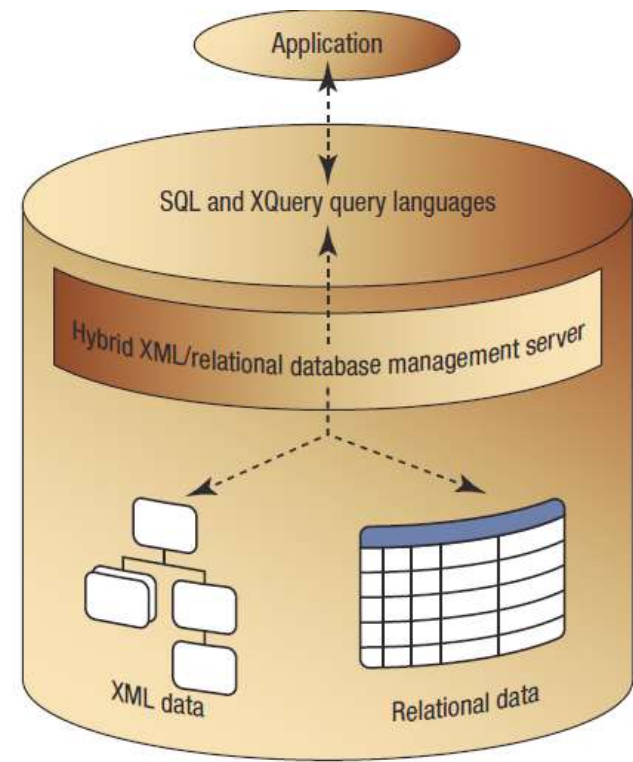 Application
SQL and XQuery query languages
Hybrid XML/relational database management server
XML data
Relational data